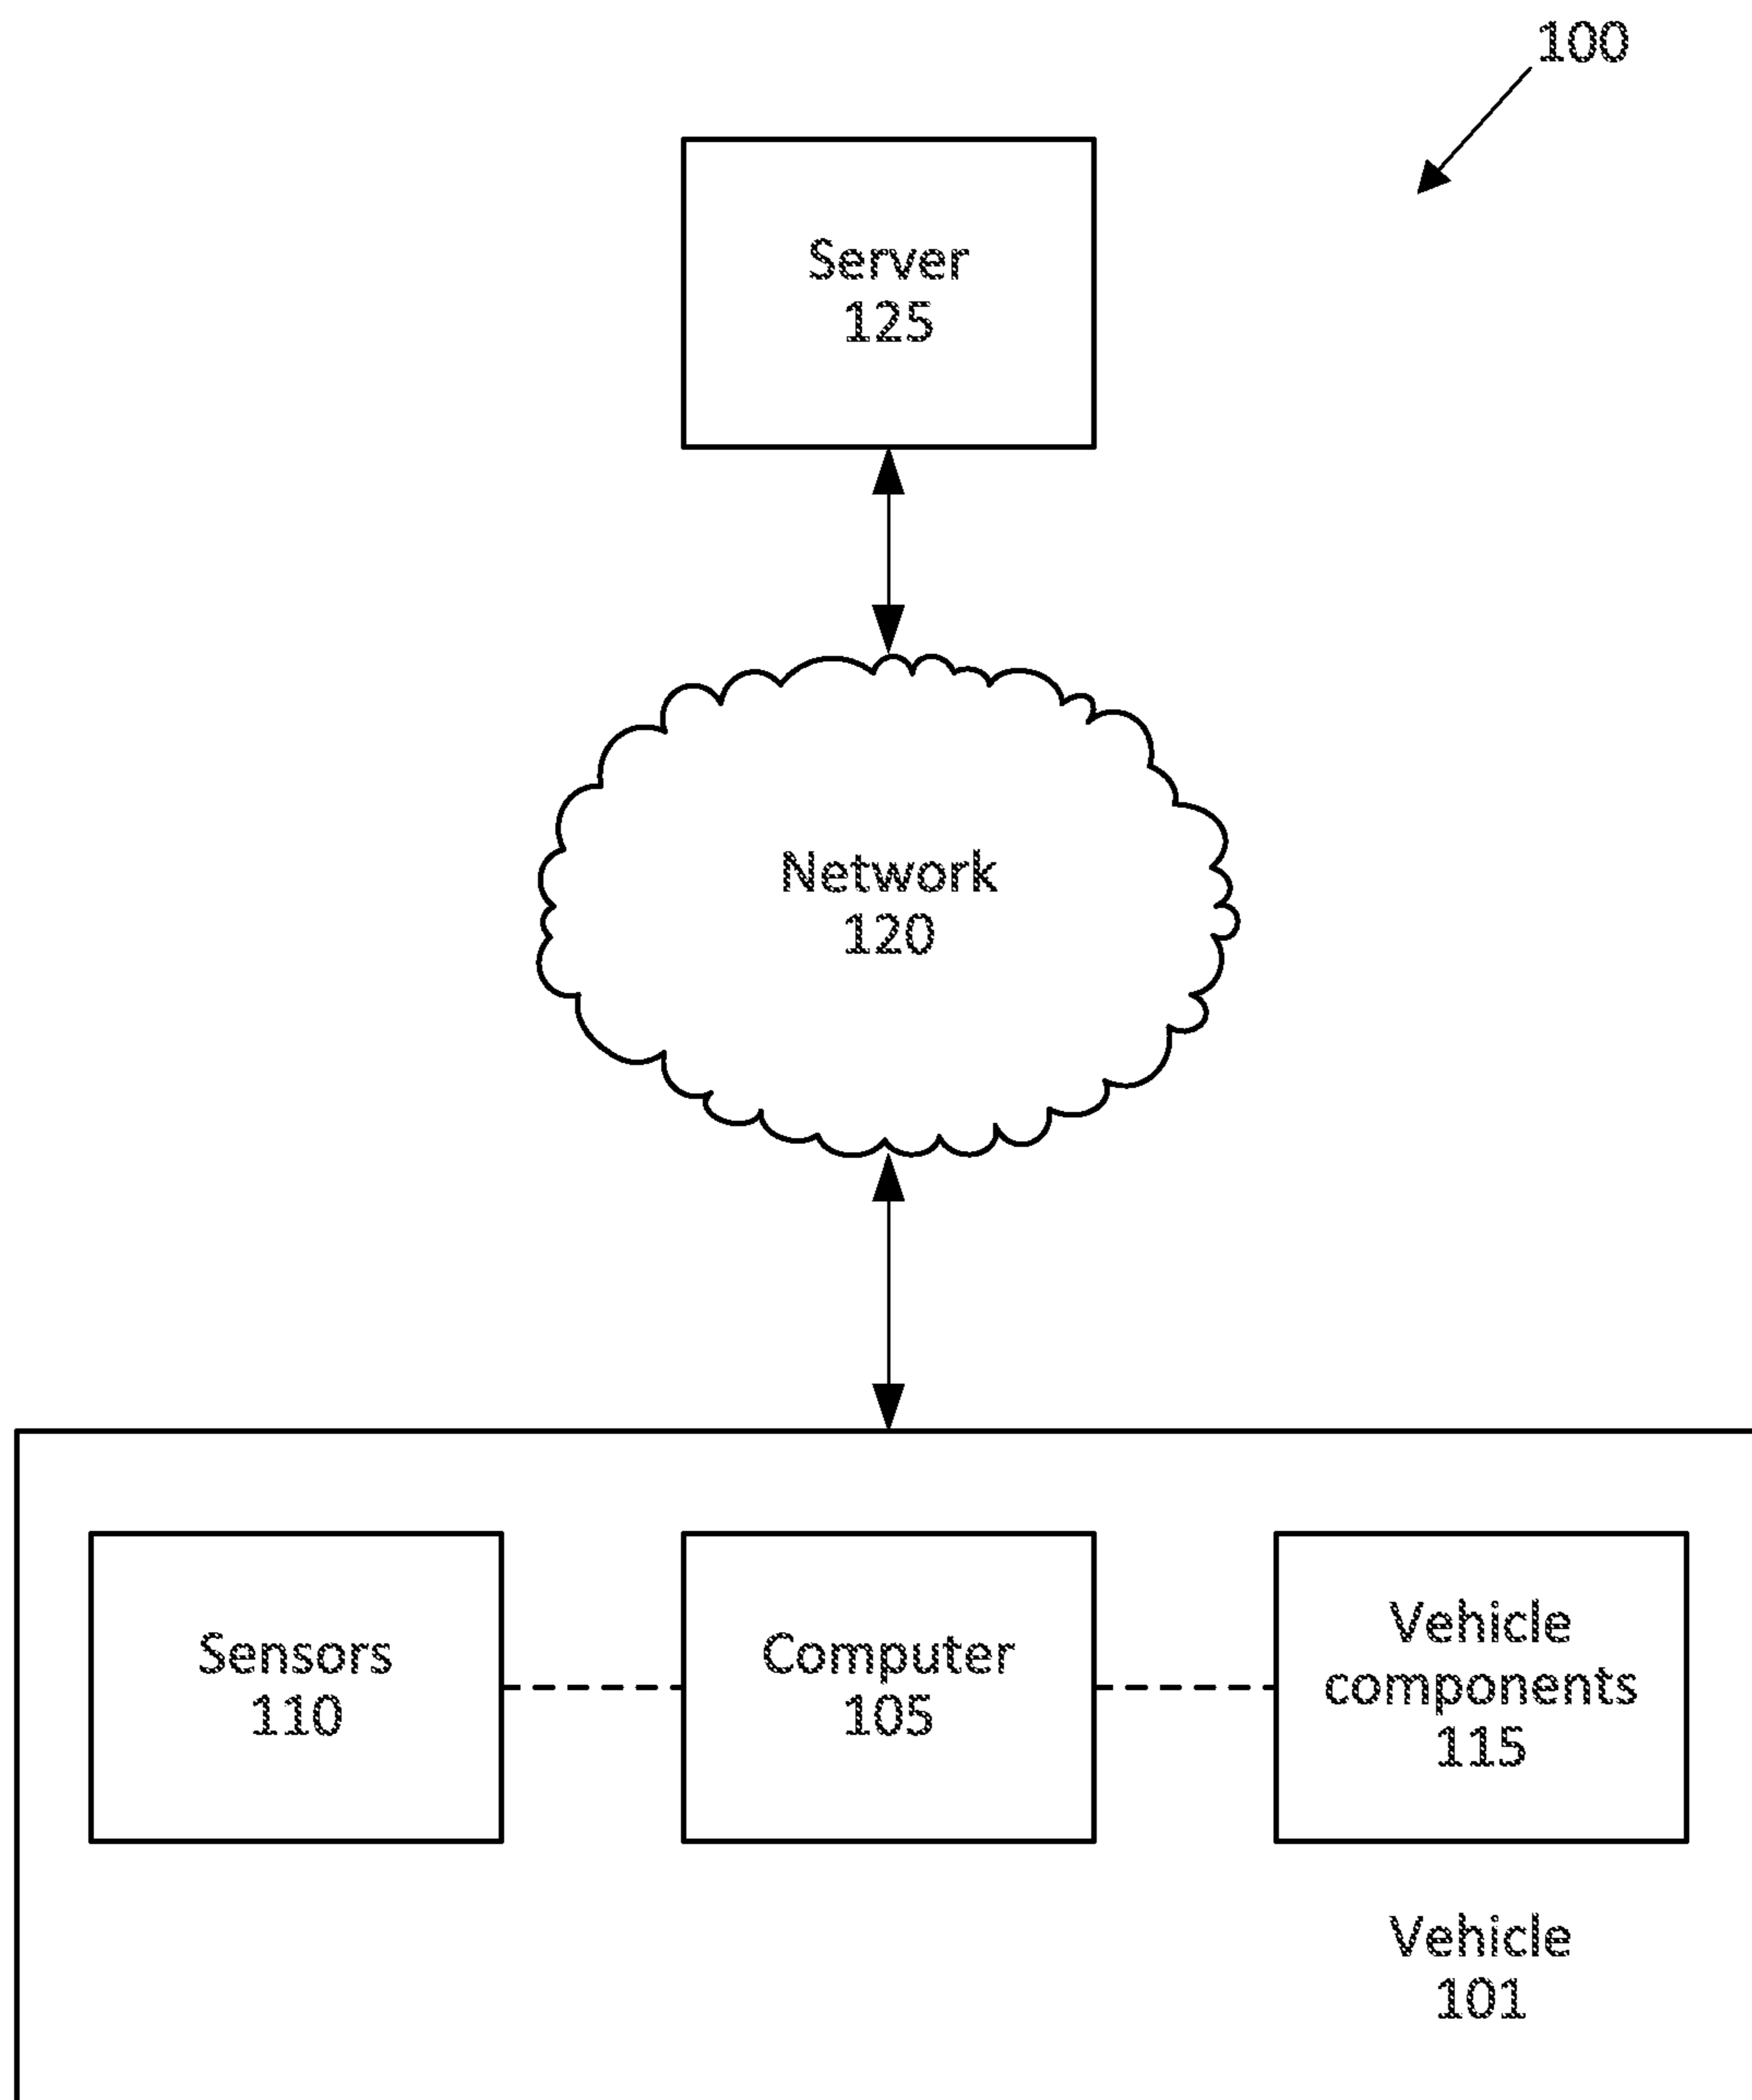 100
Server
125
Network
120
Sensors
110
Computer
105
Vehicle
components
115
Vehicle
101